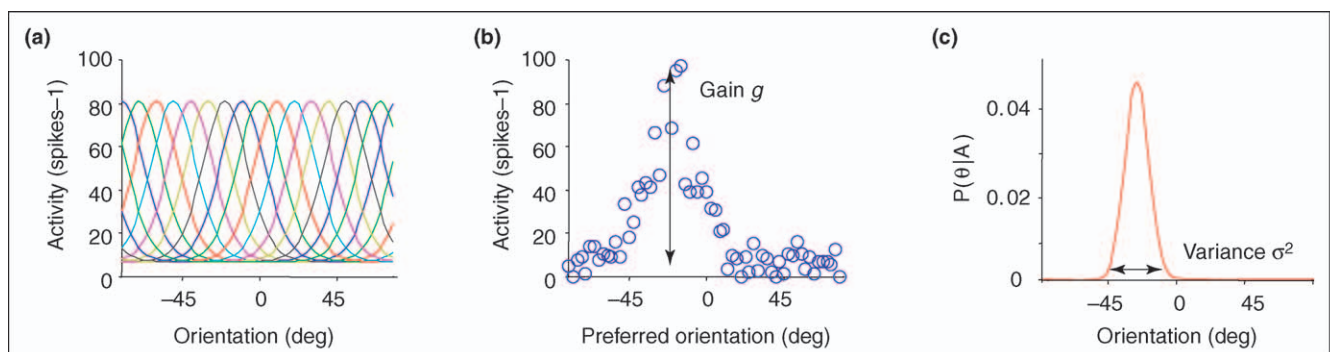 (a)
100
80
60
40
20
0
Activity (spikes–1)
–45
0
45
Orientation (deg)
(b)
100
80
60
40
20
0
Activity (spikes–1)
Gain g
–45
0
45
Preferred orientation (deg)
(c)
0.04
0.02
0
P(θ|A)
Variance σ²
–45
0
45
Orientation (deg)